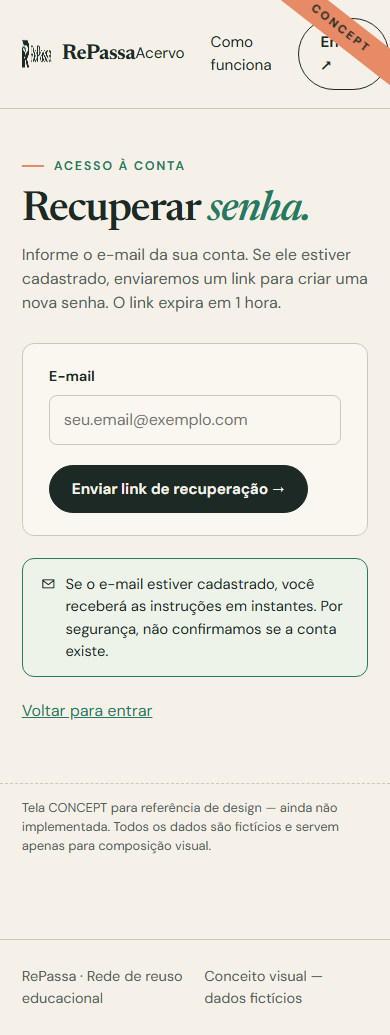 RePassa
Acervo
Como
funciona
↗
CONCEPT
ACESSO À CONTA
Recuperar senha.
Informe o e-mail da sua conta. Se ele estiver
cadastrado, enviaremos um link para criar uma
nova senha. O link expira em 1 hora.
E-mail
seu.email@exemplo.com
Enviar link de recuperação →
Se o e-mail estiver cadastrado, você
receberá as instruções em instantes. Por
segurança, não confirmamos se a conta
existe.
Voltar para entrar
Tela CONCEPT para referência de design — ainda não
implementada. Todos os dados são fictícios e servem
apenas para composição visual.
RePassa · Rede de reuso
educacional
Conceito visual —
dados fictícios